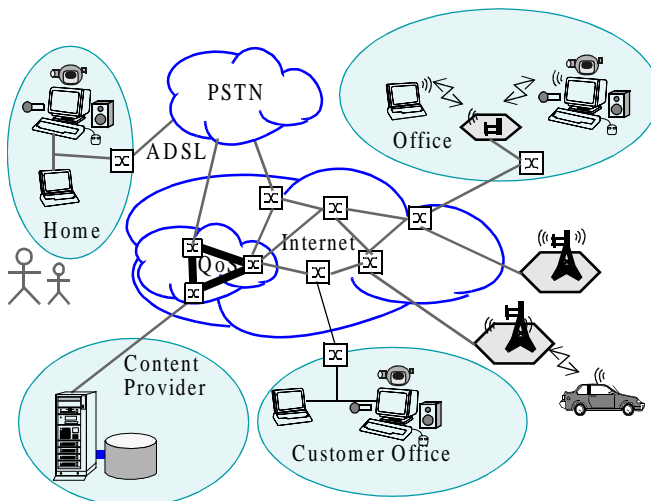 PSTN
Office
ADSL
Home
Internet
QoS
Content
Provider
Customer Office